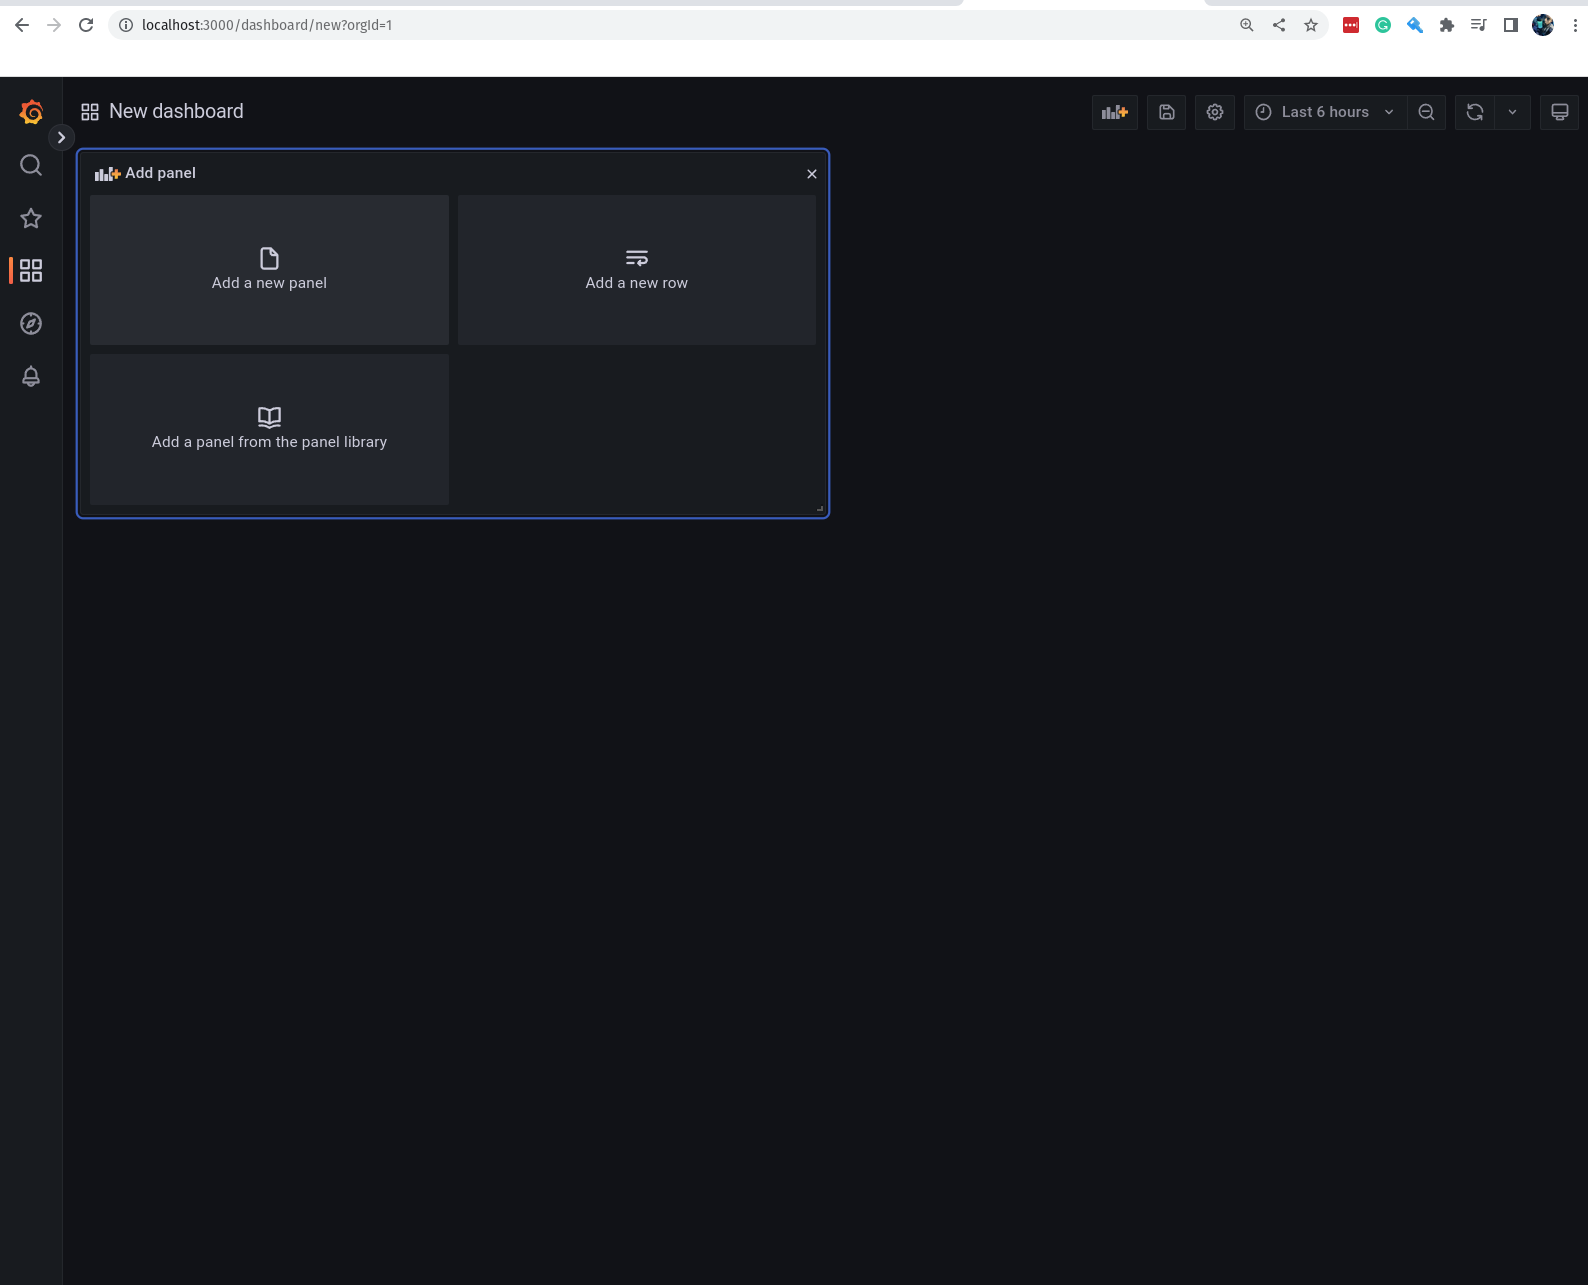 localhost:3000/dashboard/new?orgId=1
New dashboard
Last 6 hours
Add panel
Add a new panel
Add a new row
Add a panel from the panel library